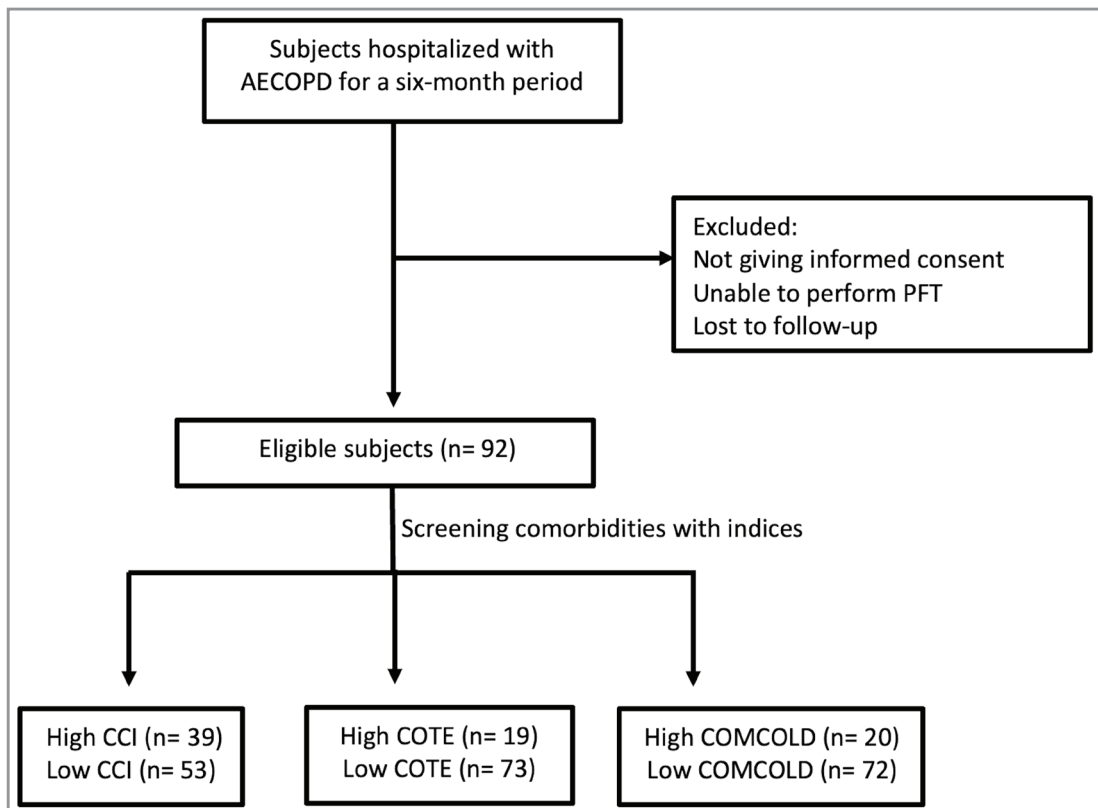 Subjects hospitalized with
AECOPD for a six-month period
Excluded:
Not giving informed consent
Unable to perform PFT
Lost to follow-up
Eligible subjects (n= 92)
Screening comorbidities with indices
High CCI (n= 39)
Low CCI (n= 53)
High COTE (n= 19)
Low COTE (n= 73)
High COMCOLD (n= 20)
Low COMCOLD (n= 72)